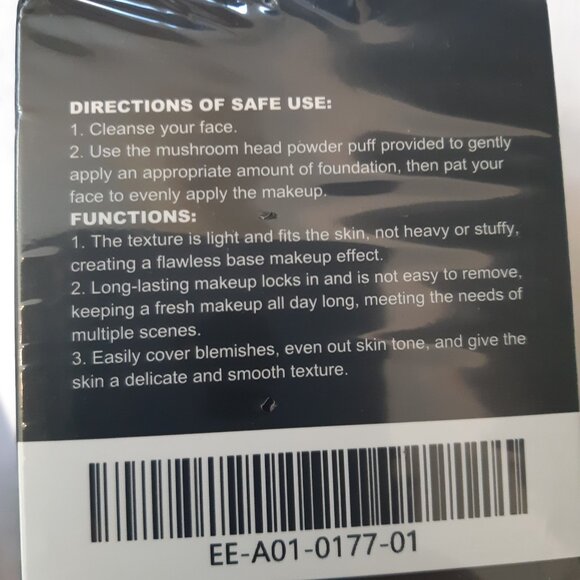 DIRECTIONS OF SAFE USE:
1. Cleanse your face.
2. Use the mushroom head powder puff provided to gently
apply an appropriate amount of foundation, then pat your
face to evenly apply the makeup.
FUNCTIONS:
1. The texture is light and fits the skin, not heavy or stuffy,
creating a flawless base makeup effect.
2. Long-lasting makeup locks in and is not easy to remove,
keeping a fresh makeup all day long, meeting the needs of
multiple scenes.
3. Easily cover blemishes, even out skin tone, and give the
skin a delicate and smooth texture.
EE-A01-0177-01